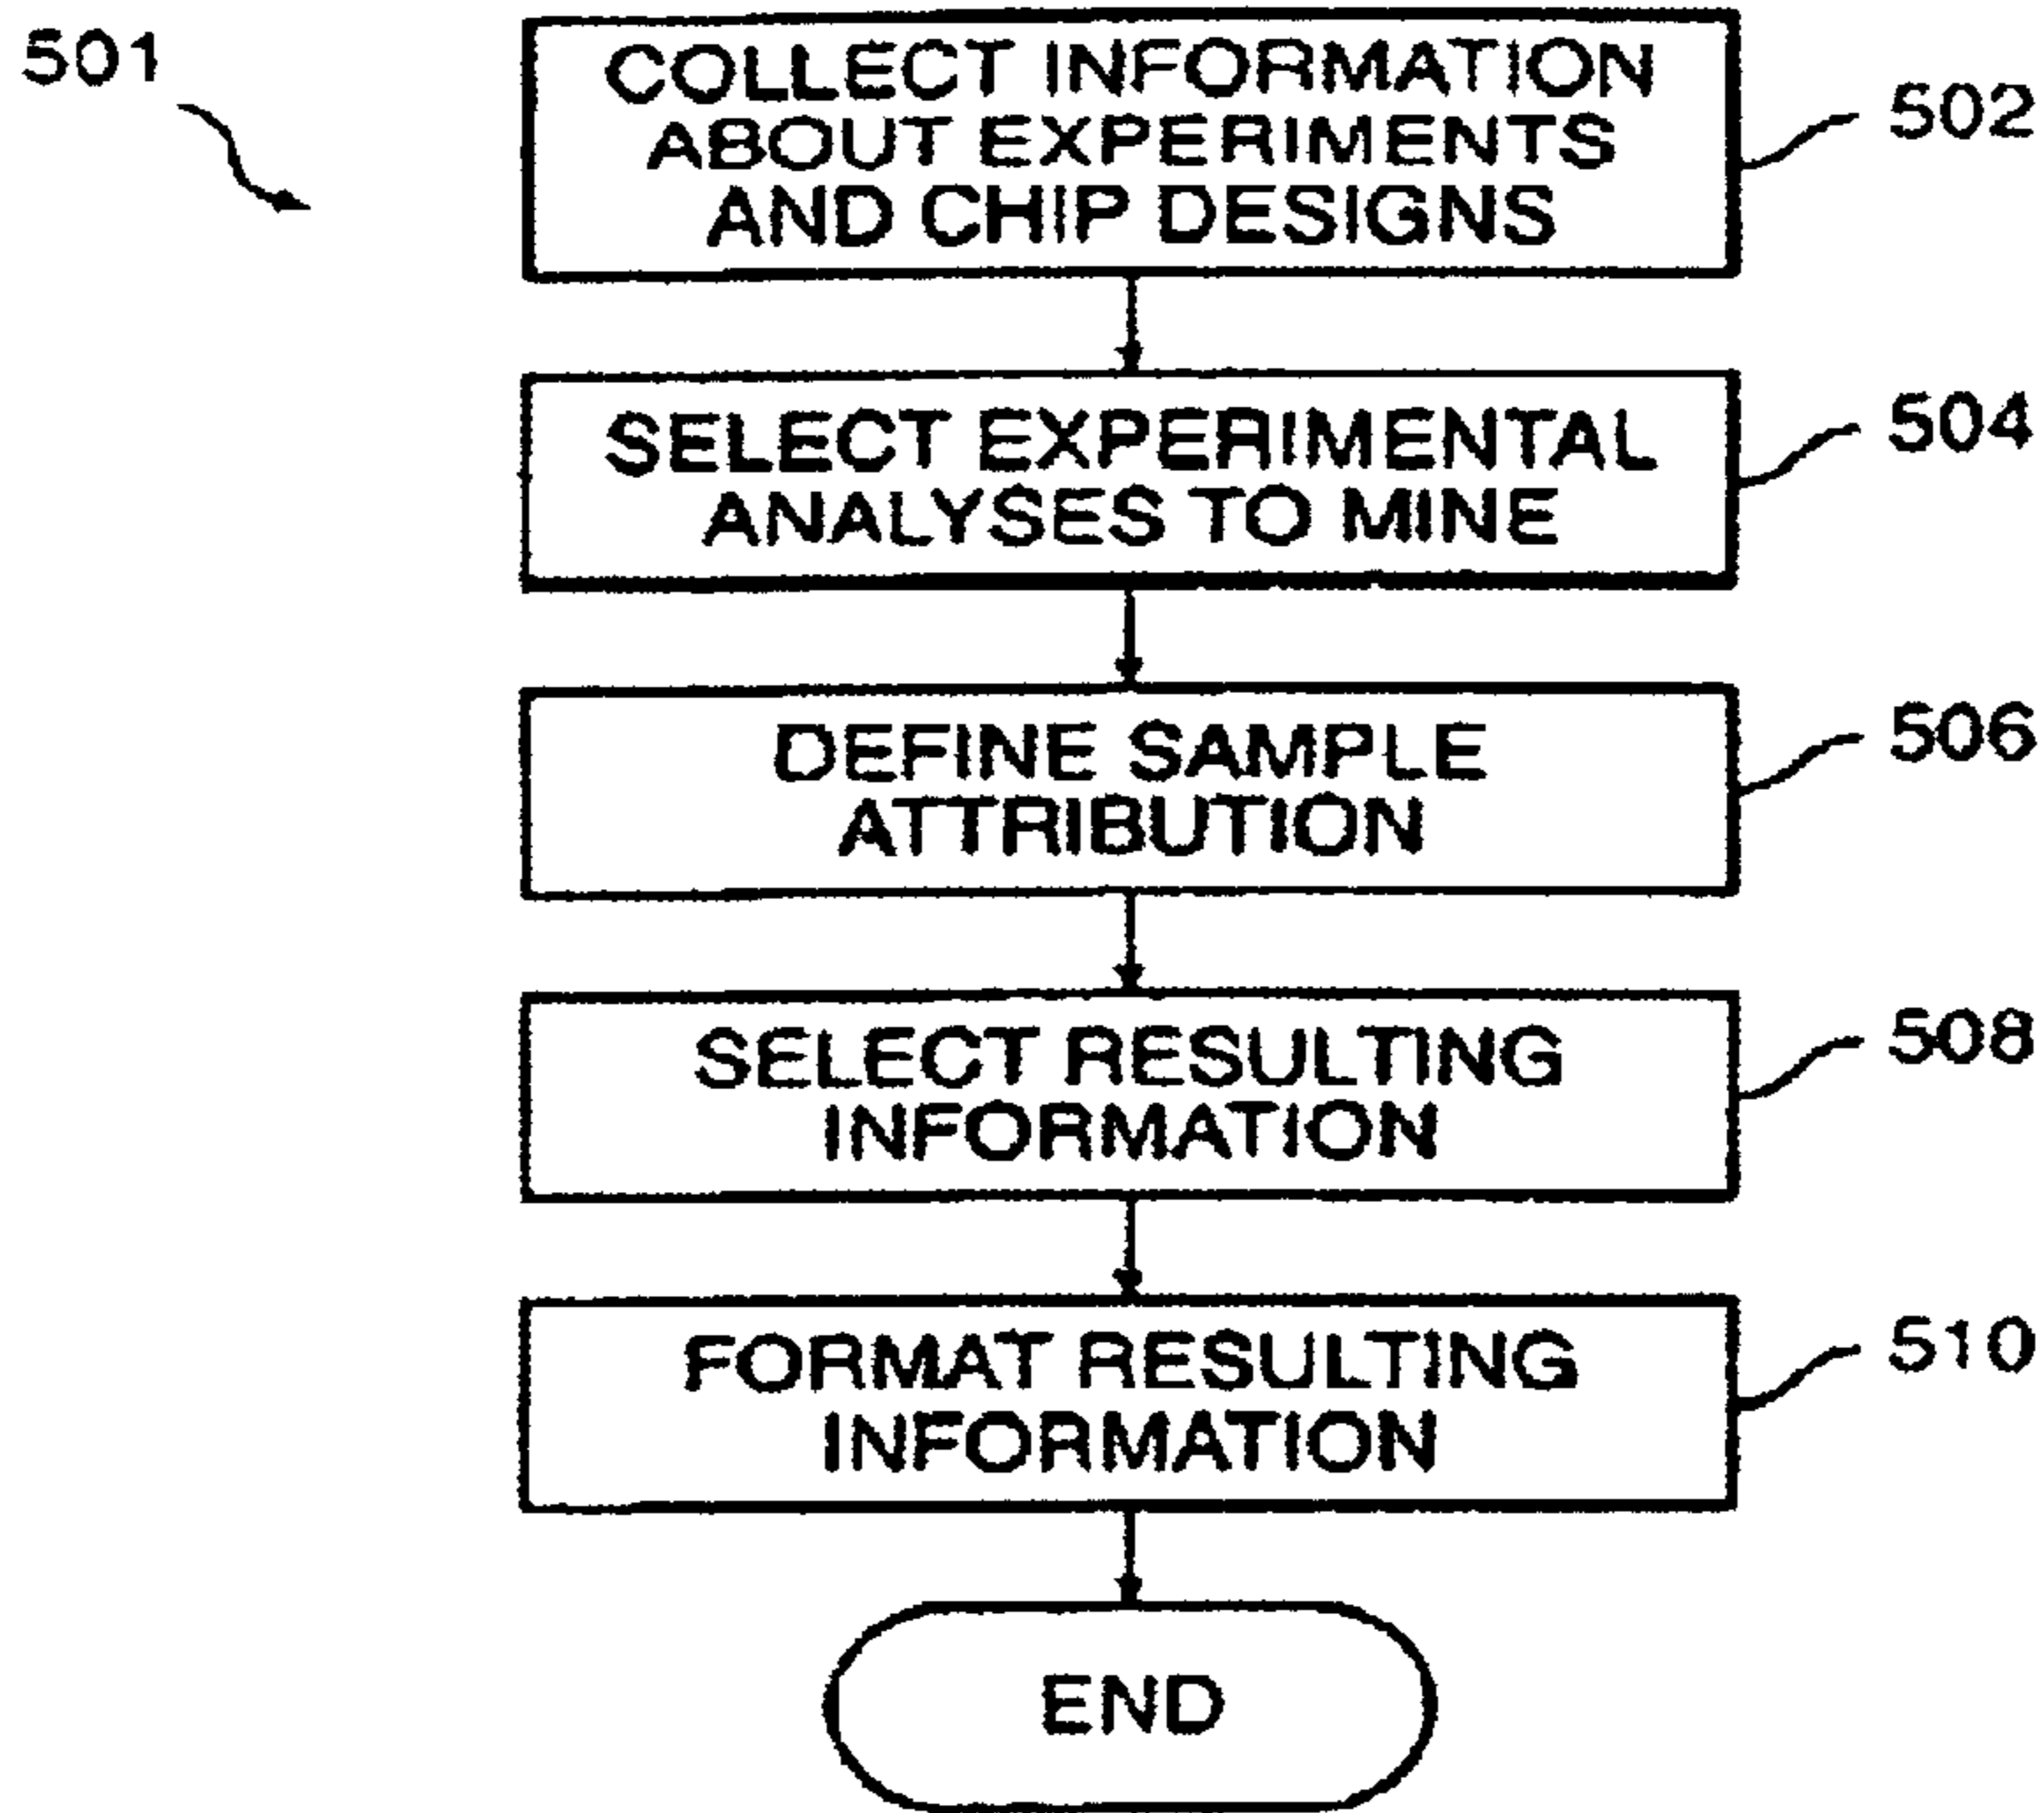 501
COLLECT INFORMATION
ABOUT EXPERIMENTS
AND CHIP DESIGNS
502
SELECT EXPERIMENTAL
ANALYSES TO MINE
504
DEFINE SAMPLE
ATTRIBUTION
506
SELECT RESULTING
INFORMATION
508
FORMAT RESULTING
INFORMATION
510
END